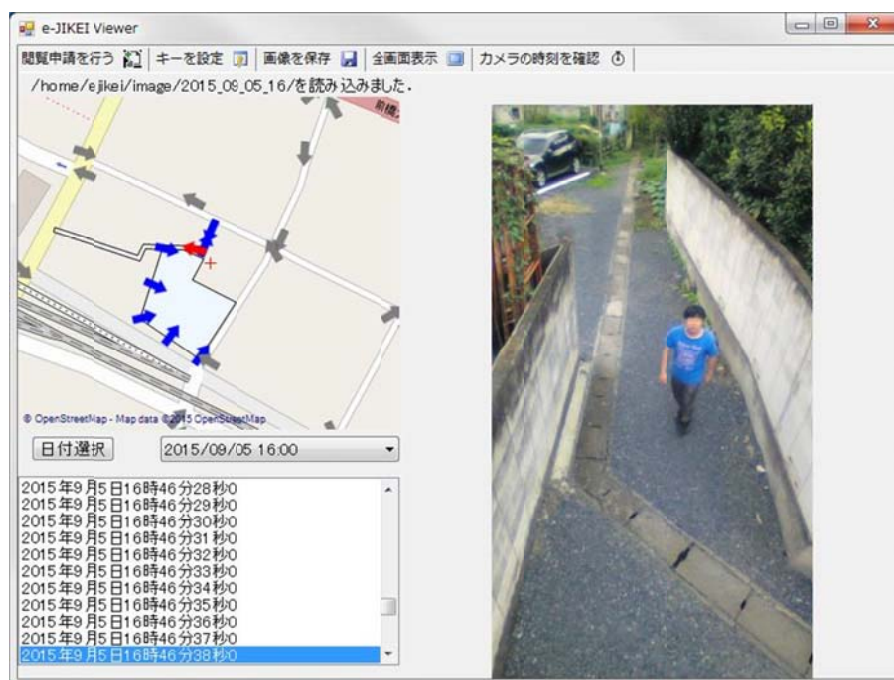 e-JIKEI Viewer
閲覧申請を行う キーを設定 画像を保存 全画面表示 カメラの時刻を確認
/home/ejikei/image/2015_09_05_16/を読み込みました.
前橋
© OpenStreetMap - Map data ©2015 OpenStreetMap
日付選択 2015/09/05 16:00
2015年9月5日16時46分28秒0
2015年9月5日16時46分29秒0
2015年9月5日16時46分30秒0
2015年9月5日16時46分31秒0
2015年9月5日16時46分32秒0
2015年9月5日16時46分33秒0
2015年9月5日16時46分34秒0
2015年9月5日16時46分35秒0
2015年9月5日16時46分36秒0
2015年9月5日16時46分37秒0
2015年9月5日16時46分38秒0